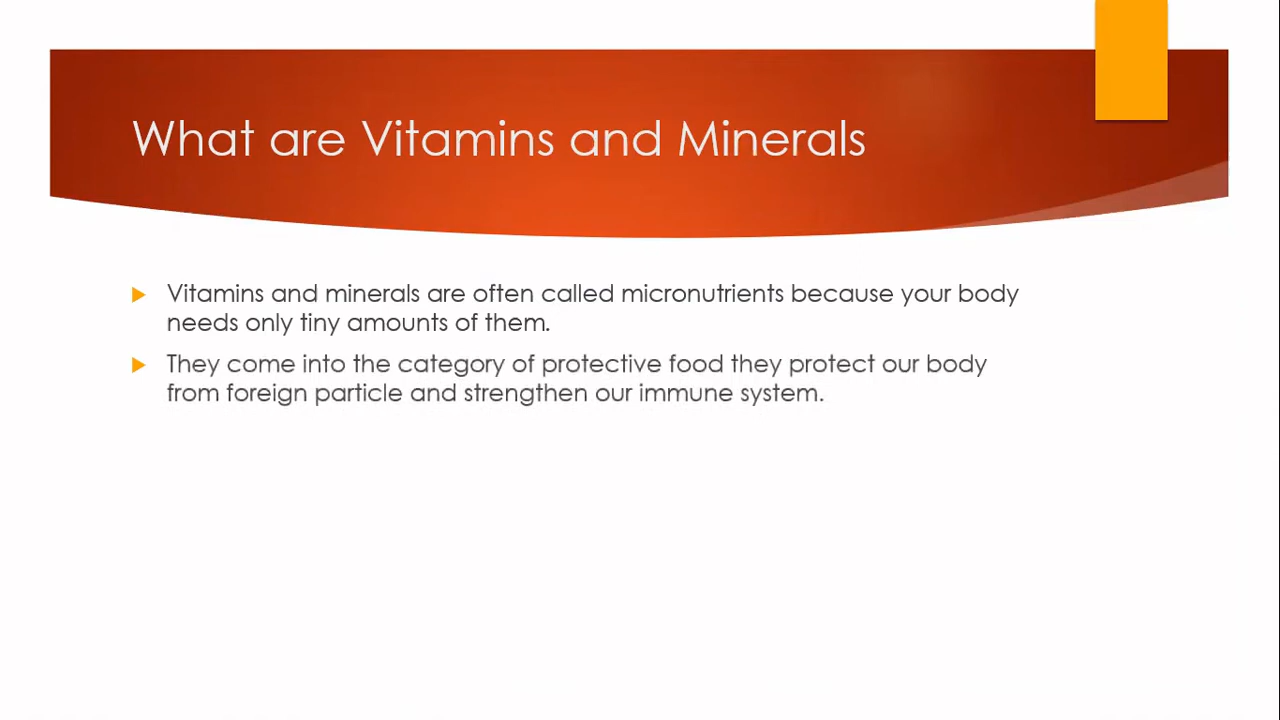 What are Vitamins and Minerals
Vitamins and minerals are often called micronutrients because your body
needs only tiny amounts of them.
They come into the category of protective food they protect our body
from foreign particle and strengthen our immune system.